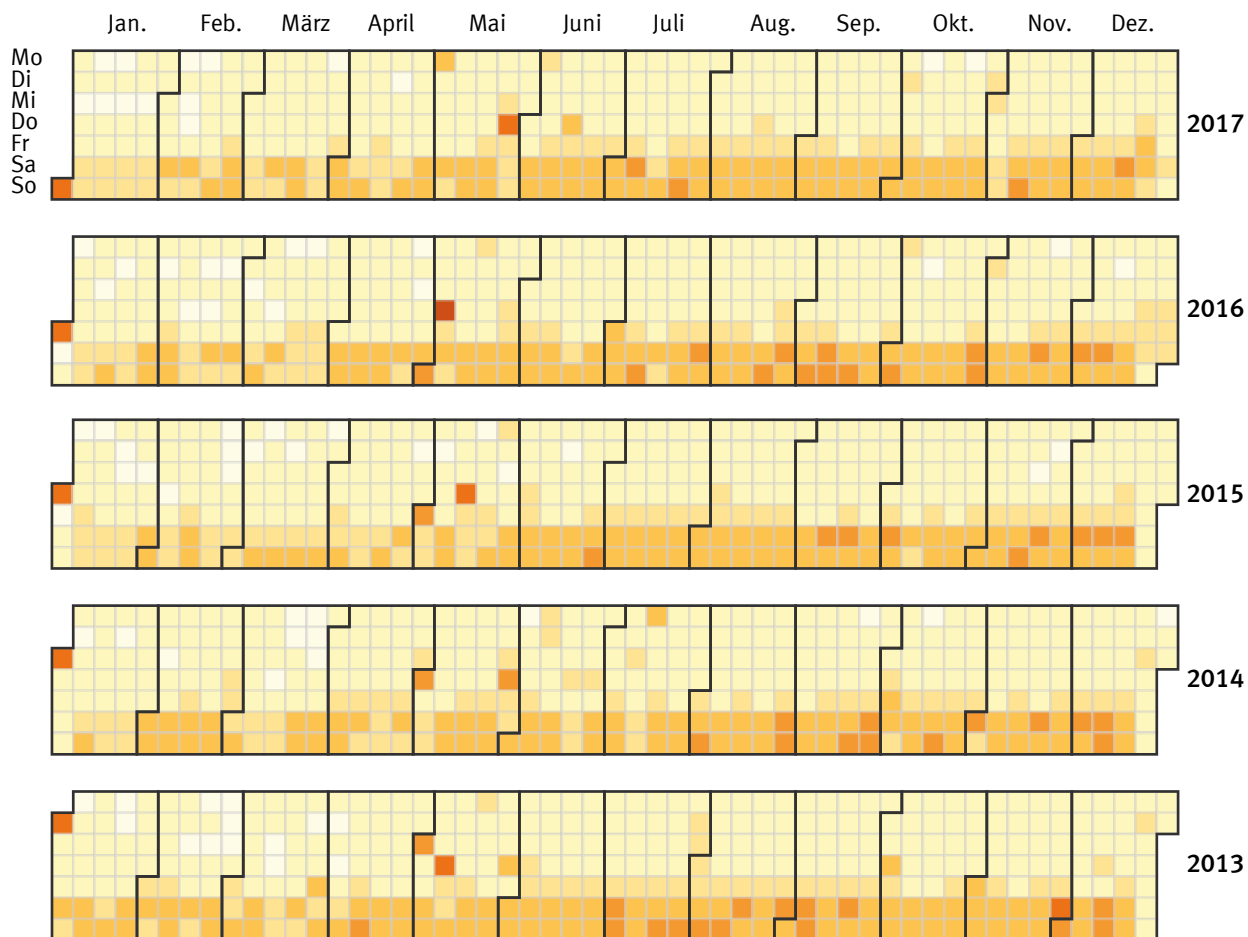 Jan. Feb. März April Mai Juni Juli Aug. Sep. Okt. Nov. Dez.
Mo
Di
Mi
Do
Fr
Sa
So
2017
2016
2015
2014
2013